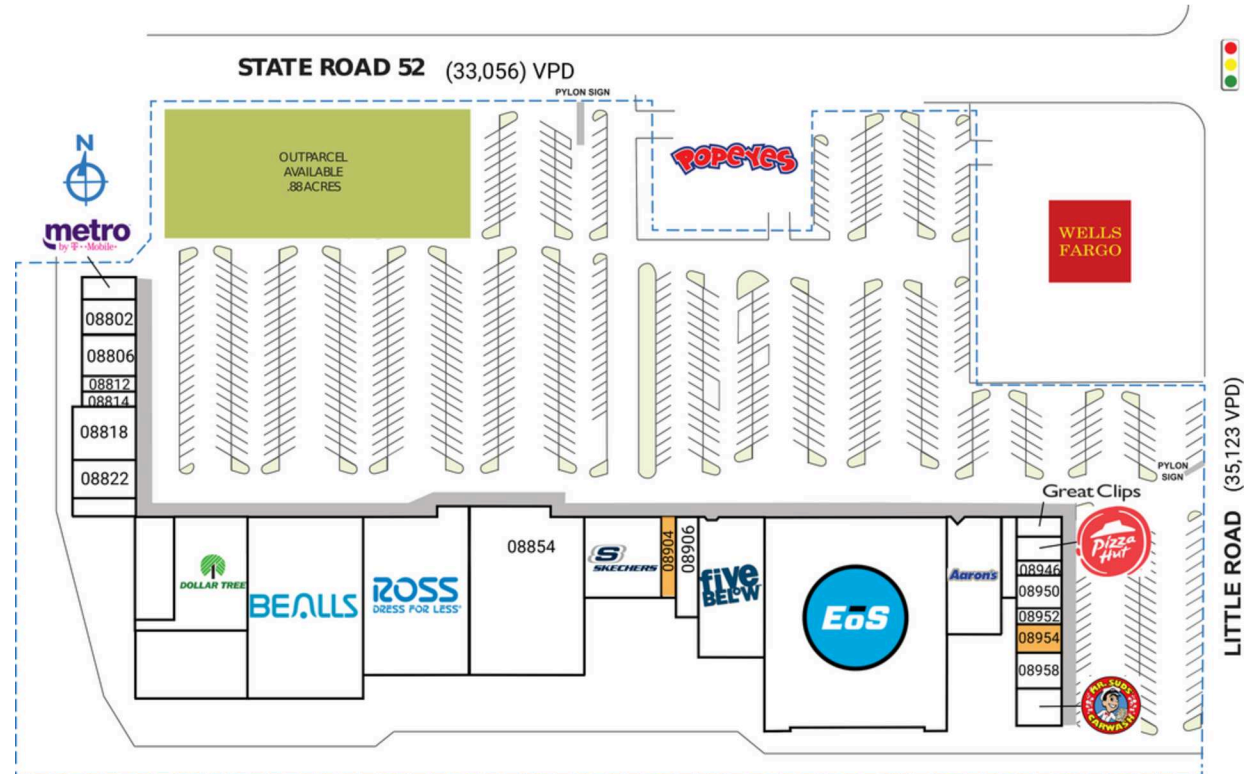 STATE ROAD 52 (33,056) VPD
PYLON SIGN
N
OUTPARCEL
AVAILABLE
.88 ACRES
POPEYES
WELLS
FARGO
metro
by T-Mobile
08802
08806
08812
08814
08818
08822
PYLON
SIGN
LITTLE ROAD (35,123 VPD)
Great Clips
Pizza
Hut
DOLLAR TREE
BEALLS
ROSS
DRESS FOR LESS
08854
S
SKECHERS
08904
08906
five
BELOW
EōS
Aaron's
08946
08950
08952
08954
08958
MR. SUDS
CARWASH